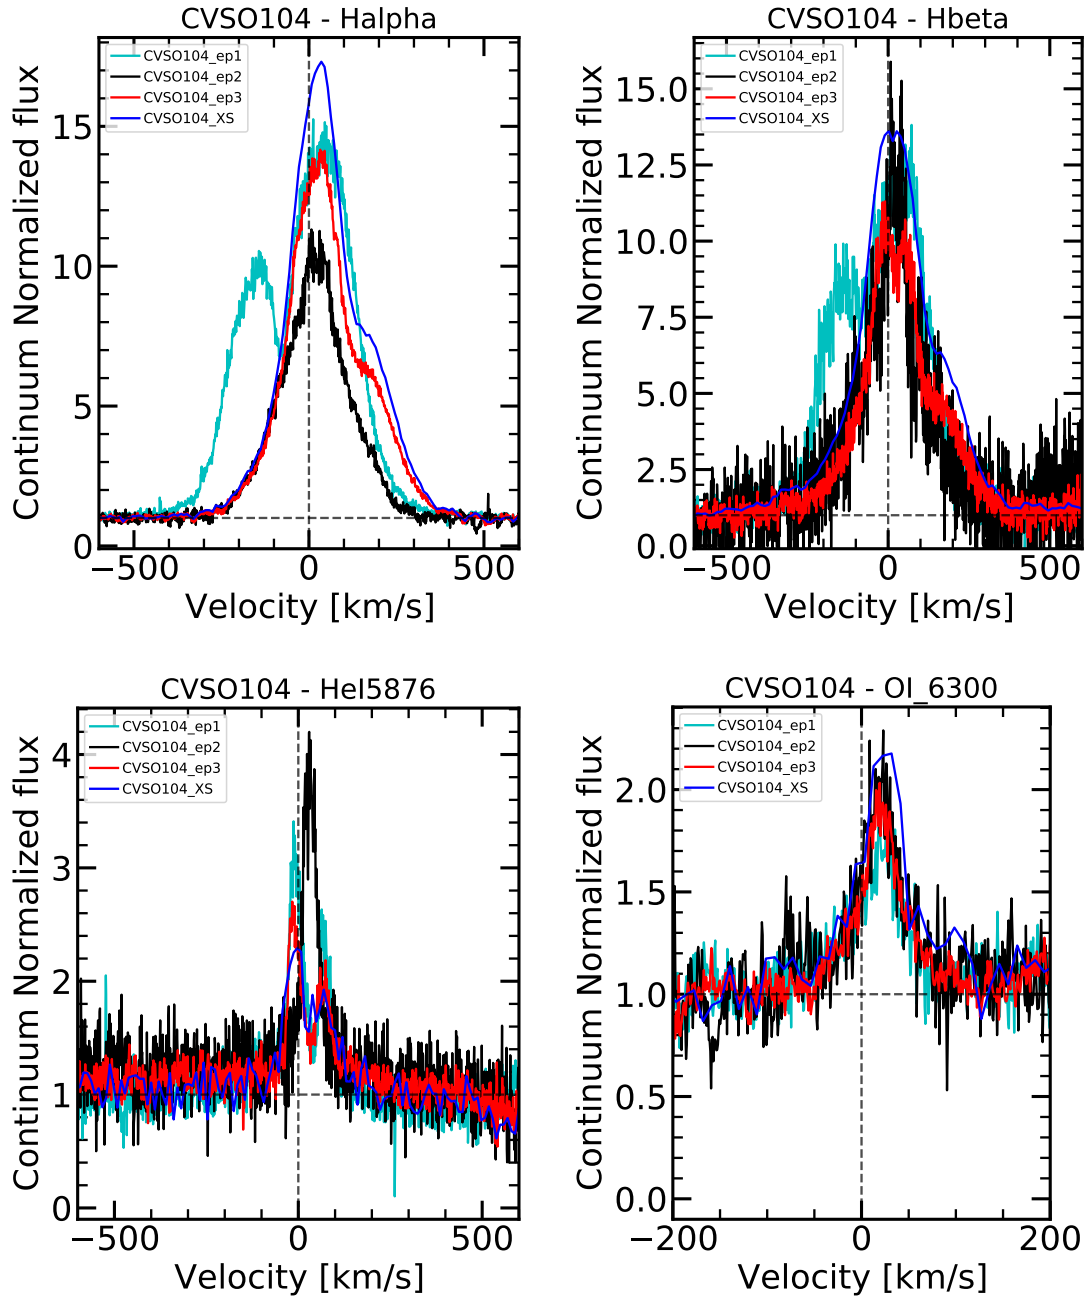 CVSO104 - Halpha
Continuum Normalized flux
CVSO104_ep1
CVSO104_ep2
CVSO104_ep3
CVSO104_XS
15
10
5
0
−500 0 500
Velocity [km/s]
CVSO104 - Hbeta
Continuum Normalized flux
CVSO104_ep1
CVSO104_ep2
CVSO104_ep3
CVSO104_XS
15.0
12.5
10.0
7.5
5.0
2.5
0.0
−500 0 500
Velocity [km/s]
CVSO104 - HeI5876
Continuum Normalized flux
CVSO104_ep1
CVSO104_ep2
CVSO104_ep3
CVSO104_XS
4
3
2
1
0
−500 0 500
Velocity [km/s]
CVSO104 - OI_6300
Continuum Normalized flux
CVSO104_ep1
CVSO104_ep2
CVSO104_ep3
CVSO104_XS
2.0
1.5
1.0
0.5
0.0
−200 0 200
Velocity [km/s]